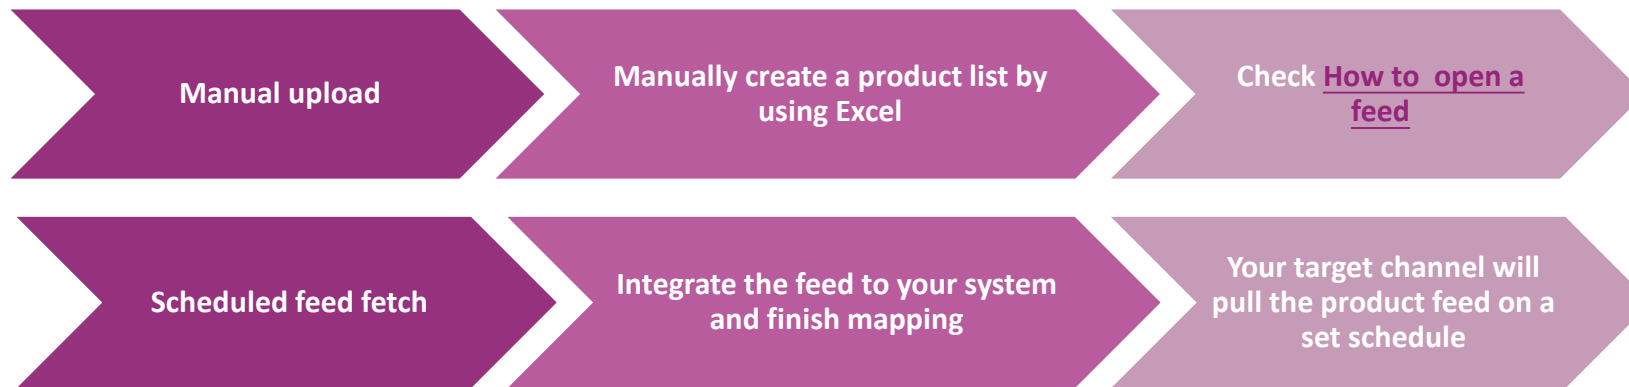 Manual upload
Manually create a product list by
using Excel
Check How to  open a
feed
Scheduled feed fetch
Integrate the feed to your system
and finish mapping
Your target channel will
pull the product feed on a
set schedule